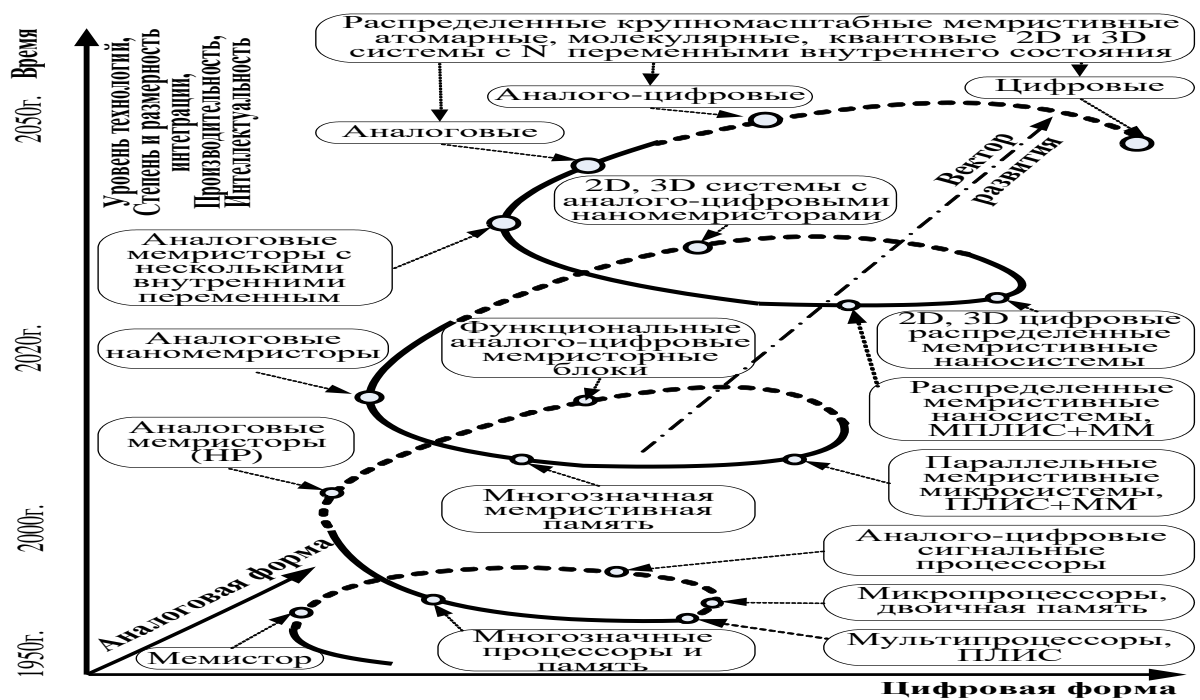 Распределенные крупномасштабные мемристивные
атомарные, молекулярные, квантовые 2D и 3D
системы с N переменными внутреннего состояния
Время
2050г.
2020г.
2000г.
1950г.
Уровень технологий,
Степень и размерность
интеграции,
Производительность,
Интеллектуальность
Аналоговые
Аналого-цифровые
Цифровые
Вектор
развития
2D, 3D системы с
аналого-цифровыми
наномемристорами
Аналоговые
мемристоры с
несколькими
внутренними
переменным
2D, 3D цифровые
распределенные
мемристивные
наносистемы
Аналоговые
наномемристоры
Функциональные
аналого-цифровые
мемристорные
блоки
Распределенные
мемристивные
наносистемы,
МПЛИС+ММ
Аналоговые
мемристоры
(HP)
Многозначная
мемристивная
память
Параллельные
мемристивные
микросистемы,
ПЛИС+ММ
Аналого-цифровые
сигнальные
процессоры
Аналоговая форма
Микропроцессоры,
двоичная память
Мемистор
Многозначные
процессоры и
память
Мультипроцессоры,
ПЛИС
Цифровая форма